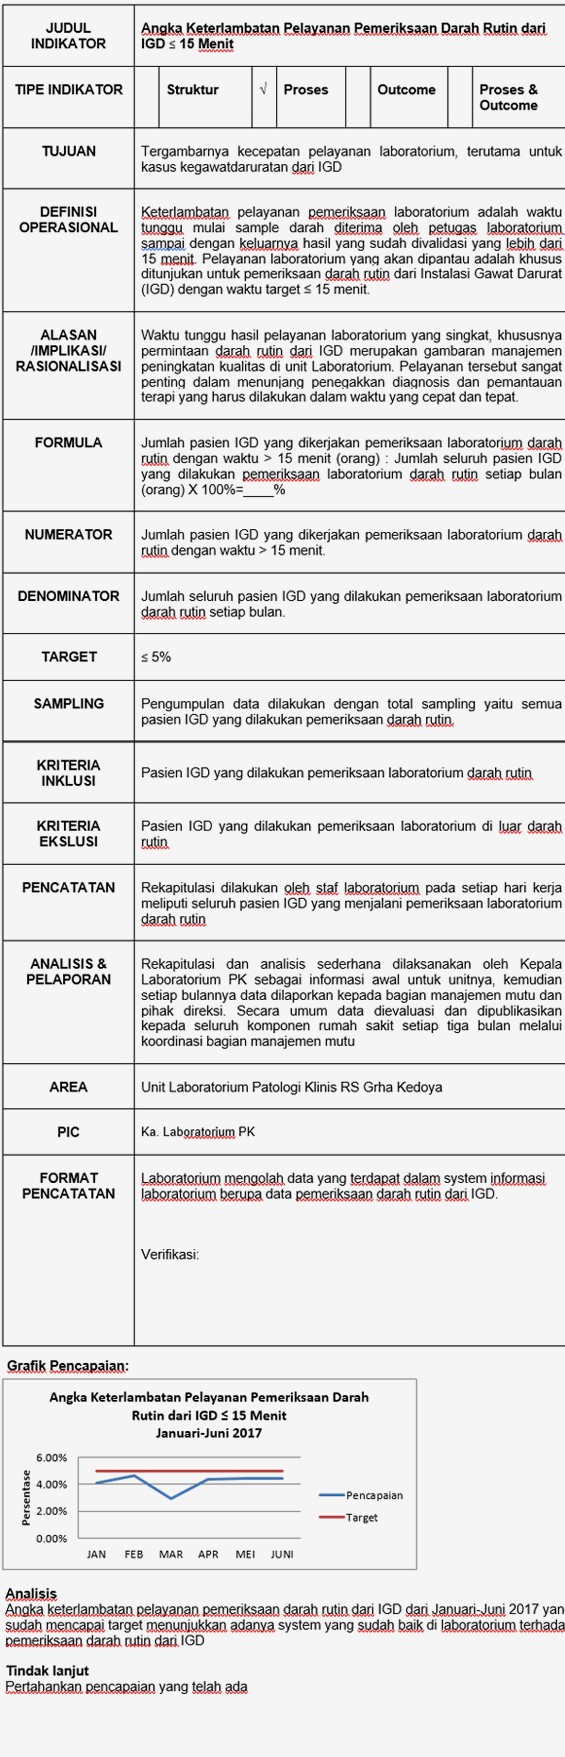 JUDUL
INDIKATOR
Angka Keterlambatan Pelayanan Pemeriksaan Darah Rutin dari
IGD ≤ 15 Menit
TIPE INDIKATOR
Struktur
√
Proses
Outcome
Proses &
Outcome
TUJUAN
Tergambarnya kecepatan pelayanan laboratorium, terutama untuk
kasus kegawatdaruratan dari IGD
DEFINISI
OPERASIONAL
Keterlambatan pelayanan pemeriksaan laboratorium adalah waktu
tunggu mulai sample darah diterima oleh petugas laboratorium
sampai dengan keluarnya hasil yang sudah divalidasi yang lebih dari
15 menit. Pelayanan laboratorium yang akan dipantau adalah khusus
ditunjukan untuk pemeriksaan darah rutin dari Instalasi Gawat Darurat
(IGD) dengan waktu target ≤ 15 menit.
ALASAN
/IMPLIKASI/
RASIONALISASI
Waktu tunggu hasil pelayanan laboratorium yang singkat, khususnya
permintaan darah rutin dari IGD merupakan gambaran manajemen
peningkatan kualitas di unit Laboratorium. Pelayanan tersebut sangat
penting dalam menunjang penegakkan diagnosis dan pemantauan
terapi yang harus dilakukan dalam waktu yang cepat dan tepat.
FORMULA
Jumlah pasien IGD yang dikerjakan pemeriksaan laboratorium darah
rutin dengan waktu > 15 menit (orang) : Jumlah seluruh pasien IGD
yang dilakukan pemeriksaan laboratorium darah rutin setiap bulan
(orang) X 100%=____%
NUMERATOR
Jumlah pasien IGD yang dikerjakan pemeriksaan laboratorium darah
rutin dengan waktu > 15 menit.
DENOMINATOR
Jumlah seluruh pasien IGD yang dilakukan pemeriksaan laboratorium
darah rutin setiap bulan.
TARGET
≤ 5%
SAMPLING
Pengumpulan data dilakukan dengan total sampling yaitu semua
pasien IGD yang dilakukan pemeriksaan darah rutin.
KRITERIA
INKLUSI
Pasien IGD yang dilakukan pemeriksaan laboratorium darah rutin
KRITERIA
EKSLUSI
Pasien IGD yang dilakukan pemeriksaan laboratorium di luar darah
rutin
PENCATATAN
Rekapitulasi dilakukan oleh staf laboratorium pada setiap hari kerja
meliputi seluruh pasien IGD yang menjalani pemeriksaan laboratorium
darah rutin
ANALISIS &
PELAPORAN
Rekapitulasi dan analisis sederhana dilaksanakan oleh Kepala
Laboratorium PK sebagai informasi awal untuk unitnya, kemudian
setiap bulannya data dilaporkan kepada bagian manajemen mutu dan
pihak direksi. Secara umum data dievaluasi dan dipublikasikan
kepada seluruh komponen rumah sakit setiap tiga bulan melalui
koordinasi bagian manajemen mutu
AREA
Unit Laboratorium Patologi Klinis RS Grha Kedoya
PIC
Ka. Laboratorium PK
FORMAT
PENCATATAN
Laboratorium mengolah data yang terdapat dalam system informasi
laboratorium berupa data pemeriksaan darah rutin dari IGD.
Verifikasi:
Grafik Pencapaian:
Angka Keterlambatan Pelayanan Pemeriksaan Darah
Rutin dari IGD ≤ 15 Menit
Januari-Juni 2017
Persentase
6.00%
4.00%
2.00%
0.00%
JAN FEB MAR APR MEI JUNI
Pencapaian
Target
Analisis
Angka keterlambatan pelayanan pemeriksaan darah rutin dari IGD dari Januari-Juni 2017 yan
sudah mencapai target menunjukkan adanya system yang sudah baik di laboratorium terhada
pemeriksaan darah rutin dari IGD
Tindak lanjut
Pertahankan pencapaian yang telah ada